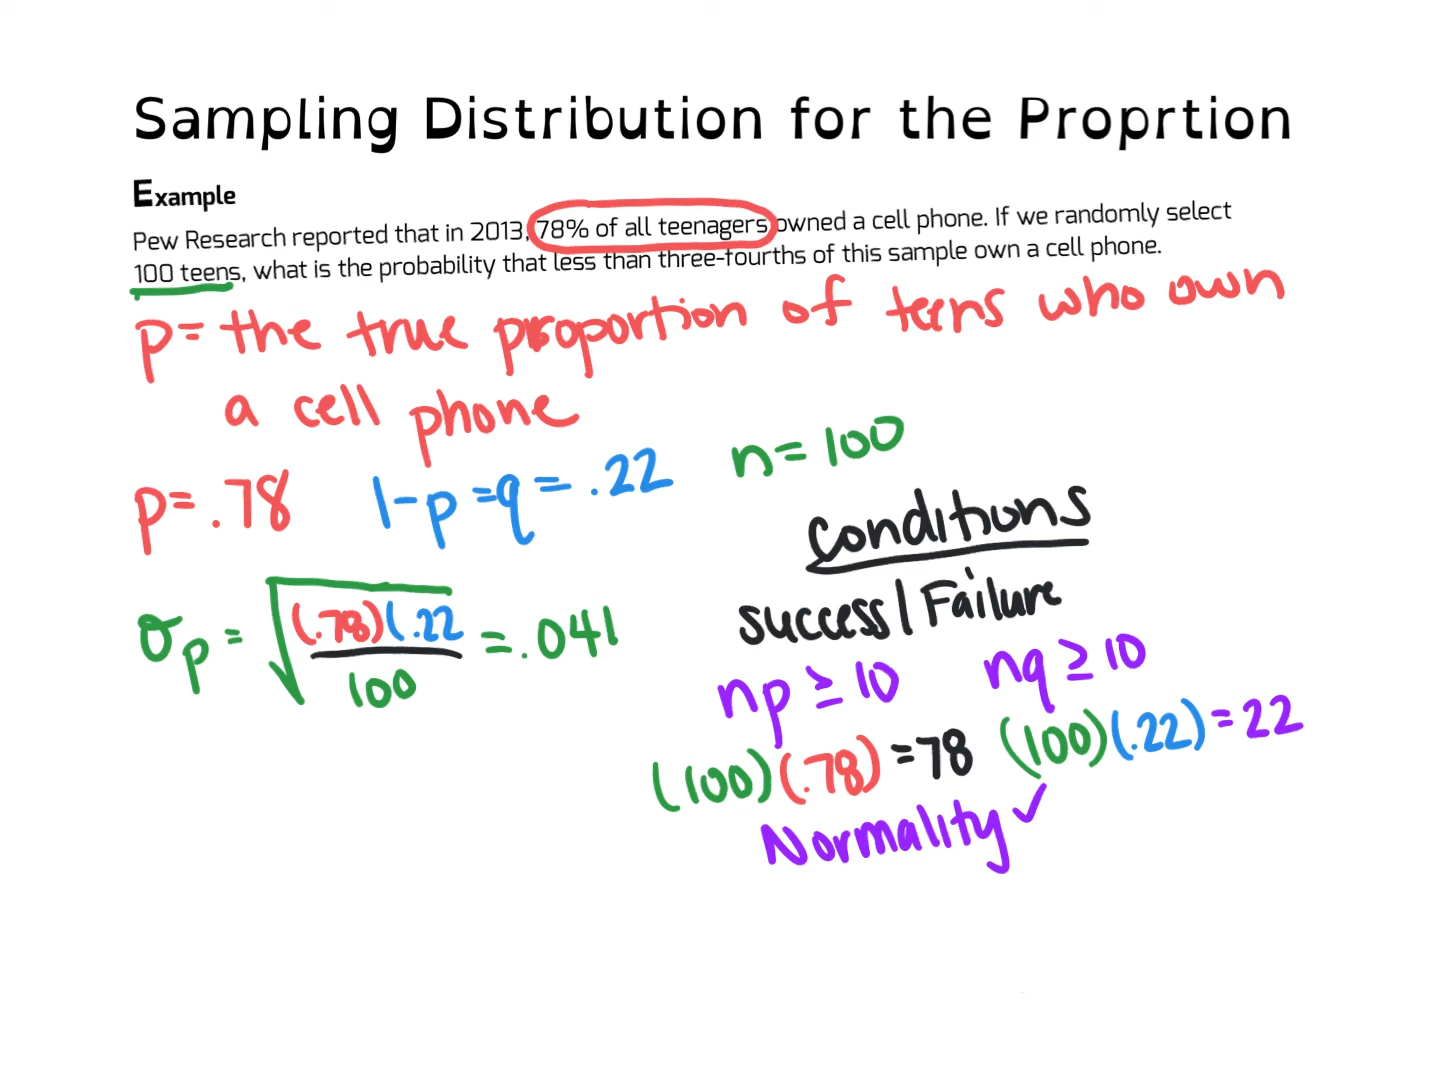 Sampling Distribution for the Proprtion
Example
Pew Research reported that in 2013, 78% of all teenagers owned a cell phone. If we randomly select
100 teens, what is the probability that less than three-fourths of this sample own a cell phone.
p= the true proportion of teens who own
a cell phone
p= .78 1-p =q = .22 n= 100
conditions
success/Failure
σp = √(.78)(.22 / 100 = .041
np ≥ 10 nq ≥ 10
(100)(.78) =78 (100)(.22) = 22
Normality ✓